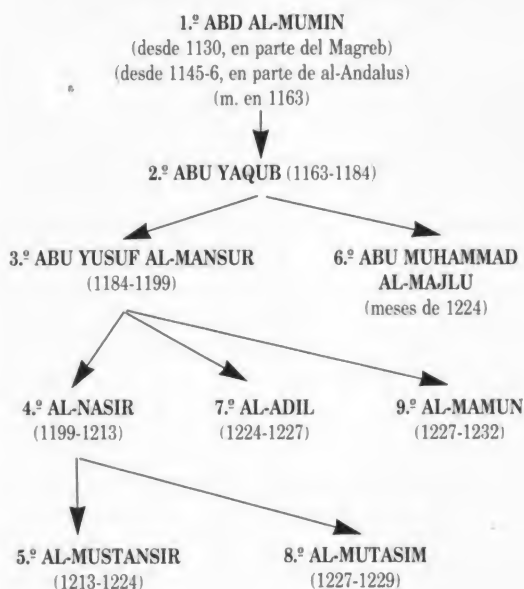 1.º ABD AL-MUMIN
(desde 1130, en parte del Magreb)
(desde 1145-6, en parte de al-Andalus)
(m. en 1163)
2.º ABU YAQUB (1163-1184)
3.º ABU YUSUF AL-MANSUR
(1184-1199)
6.º ABU MUHAMMAD
AL-MAJLU
(meses de 1224)
4.º AL-NASIR
(1199-1213)
7.º AL-ADIL
(1224-1227)
9.º AL-MAMUN
(1227-1232)
5.º AL-MUSTANSIR
(1213-1224)
8.º AL-MUTASIM
(1227-1229)